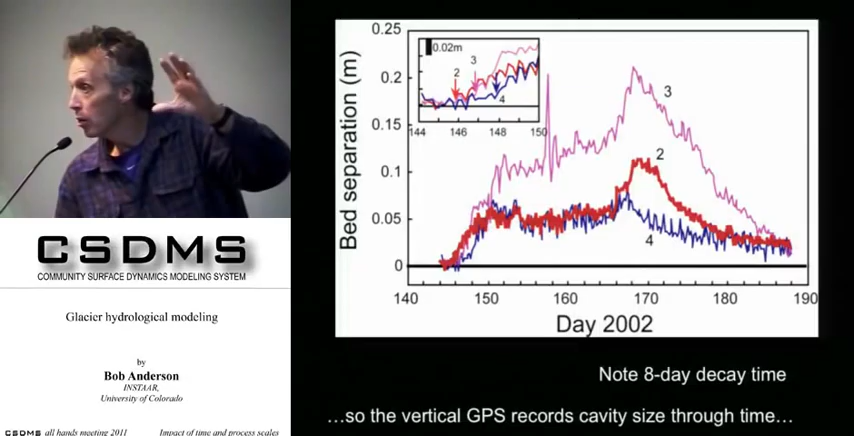 CSDMS
COMMUNITY SURFACE DYNAMICS MODELING SYSTEM
Glacier hydrological modeling
by
Bob Anderson
INSTAAR,
University of Colorado
CSDMS all hands meeting 2011 Impact of time and process scales
0.25
0.2
0.15
0.1
0.05
0
Bed separation (m)
0.02m
2
3
4
144 146 148 150
3
2
4
140 150 160 170 180 190
Day 2002
Note 8-day decay time
...so the vertical GPS records cavity size through time...